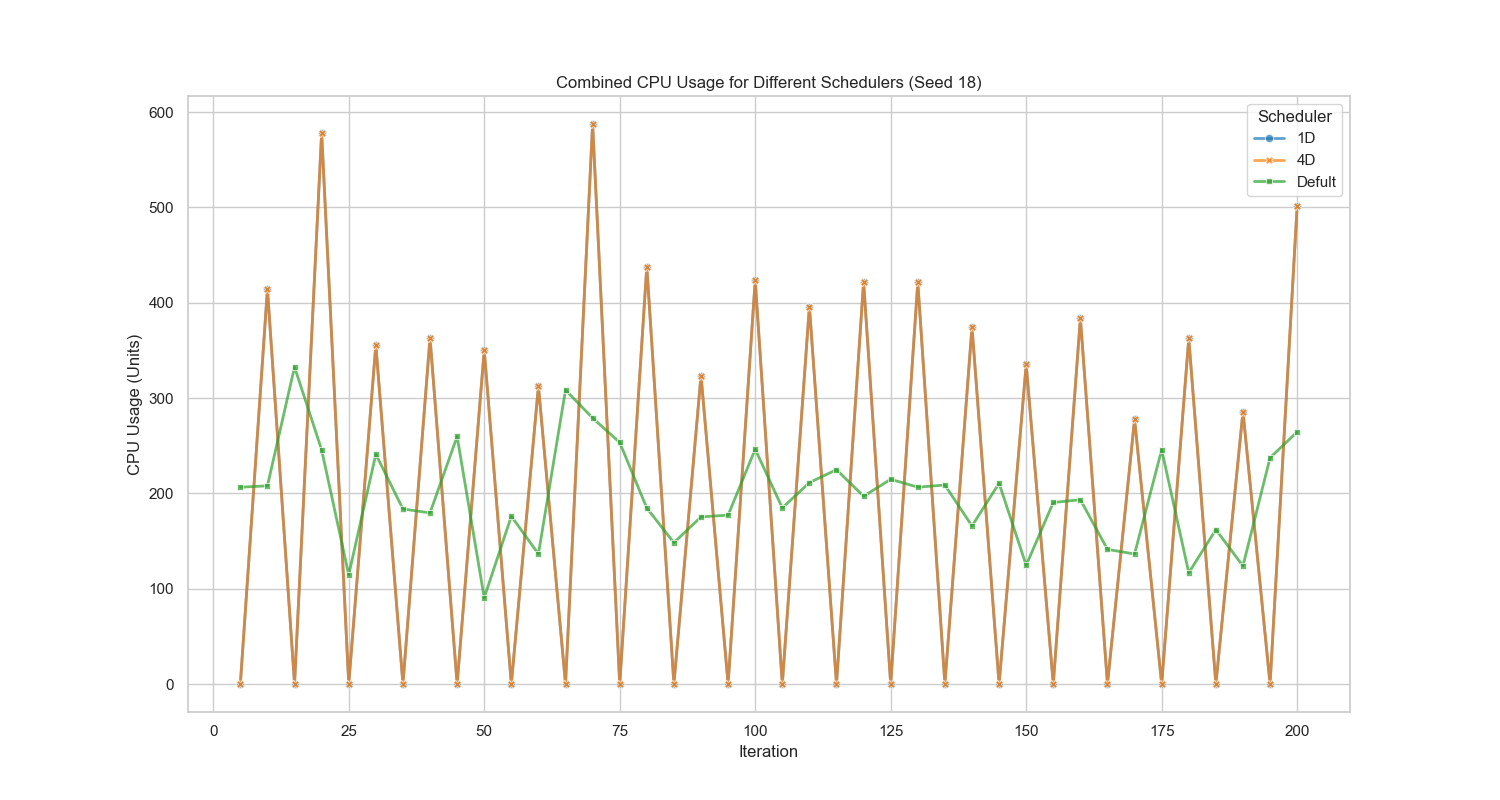 Combined CPU Usage for Different Schedulers (Seed 18)
Scheduler
1D
4D
Defult
CPU Usage (Units)
600
500
400
300
200
100
0
0 25 50 75 100 125 150 175 200
Iteration